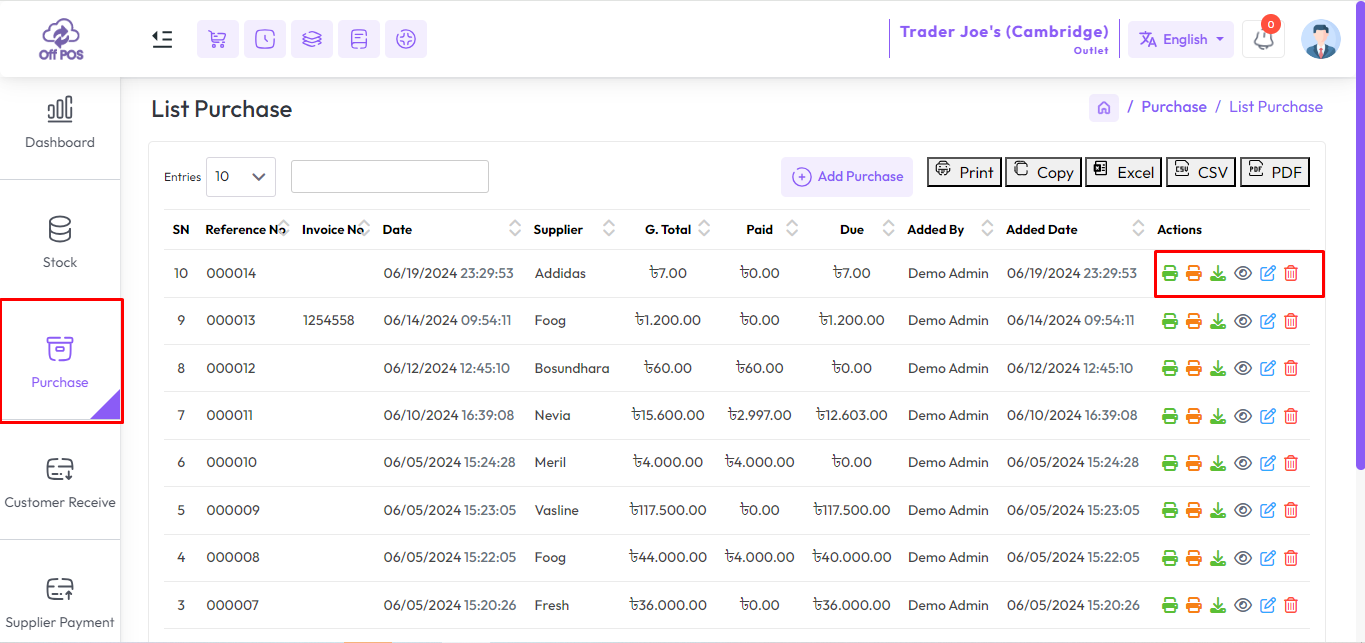 Off POS
Trader Joe's (Cambridge)
Outlet
English
0
Dashboard
Stock
Purchase
Customer Receive
Supplier Payment
List Purchase
/ Purchase / List Purchase
Entries 10
Add Purchase
Print
Copy
Excel
CSV
PDF
SN Reference No Invoice No Date Supplier G. Total Paid Due Added By Added Date Actions
10 000014 06/19/2024 23:29:53 Addidas ৳7.00 ৳0.00 ৳7.00 Demo Admin 06/19/2024 23:29:53
9 000013 1254558 06/14/2024 09:54:11 Foog ৳1.200.00 ৳0.00 ৳1.200.00 Demo Admin 06/14/2024 09:54:11
8 000012 06/12/2024 12:45:10 Bosundhara ৳60.00 ৳60.00 ৳0.00 Demo Admin 06/12/2024 12:45:10
7 000011 06/10/2024 16:39:08 Nevia ৳15.600.00 ৳2.997.00 ৳12.603.00 Demo Admin 06/10/2024 16:39:08
6 000010 06/05/2024 15:24:28 Meril ৳4.000.00 ৳4.000.00 ৳0.00 Demo Admin 06/05/2024 15:24:28
5 000009 06/05/2024 15:23:05 Vasline ৳117.500.00 ৳0.00 ৳117.500.00 Demo Admin 06/05/2024 15:23:05
4 000008 06/05/2024 15:22:05 Foog ৳44.000.00 ৳4.000.00 ৳40.000.00 Demo Admin 06/05/2024 15:22:05
3 000007 06/05/2024 15:20:26 Fresh ৳36.000.00 ৳0.00 ৳36.000.00 Demo Admin 06/05/2024 15:20:26